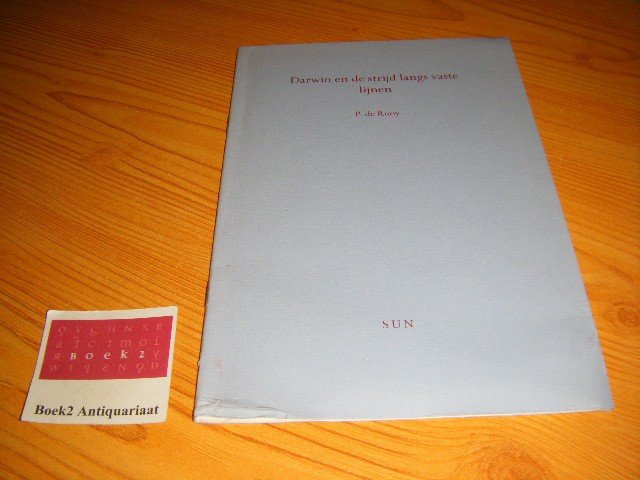 Darwin en de strijd langs vaste
lijnen
P. de Rooy
SUN
BOEK2
Boek2 Antiquariaat